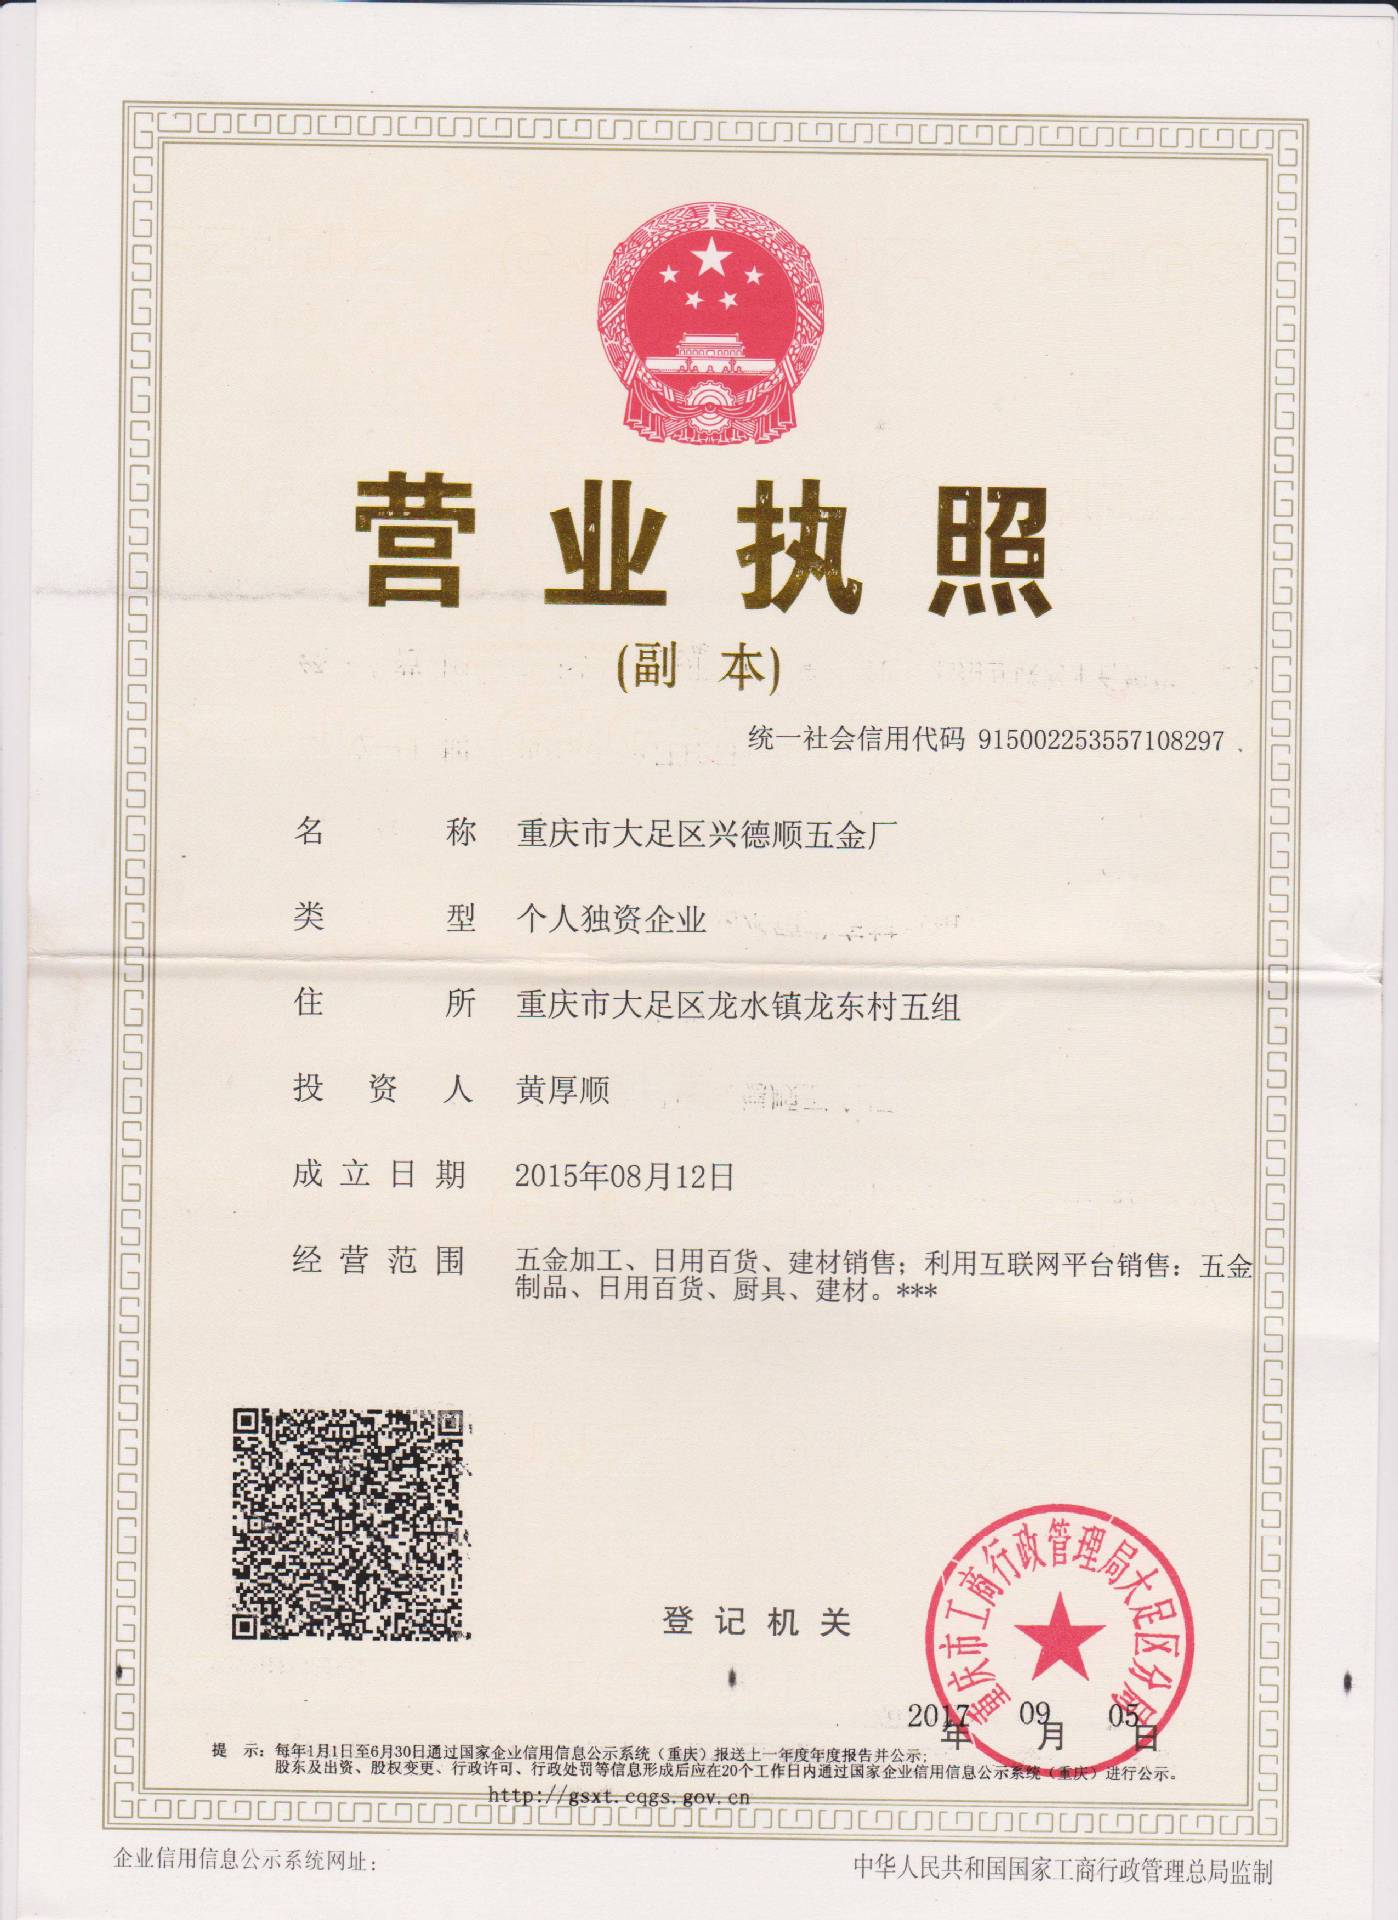 营业执照
(副 本)
统一社会信用代码 915002253557108297
名 称 重庆市大足区兴德顺五金厂
类 型 个人独资企业
住 所 重庆市大足区龙水镇龙东村五组
投 资 人 黄厚顺
成 立 日 期 2015年08月12日
经 营 范 围 五金加工、日用百货、建材销售；利用互联网平台销售：五金
制品、日用百货、厨具、建材。***
登 记 机 关
重庆市工商行政管理局大足区分局
2017年 09月 05日
提 示：每年1月1日至6月30日通过国家企业信用信息公示系统（重庆）报送上一年度年度报告并公示；
股东及出资、股权变更、行政许可、行政处罚等信息形成后应在20个工作日内通过国家企业信用信息公示系统（重庆）进行公示。
http://gsxt.cqgs.gov.cn
企业信用信息公示系统网址：
中华人民共和国国家工商行政管理总局监制